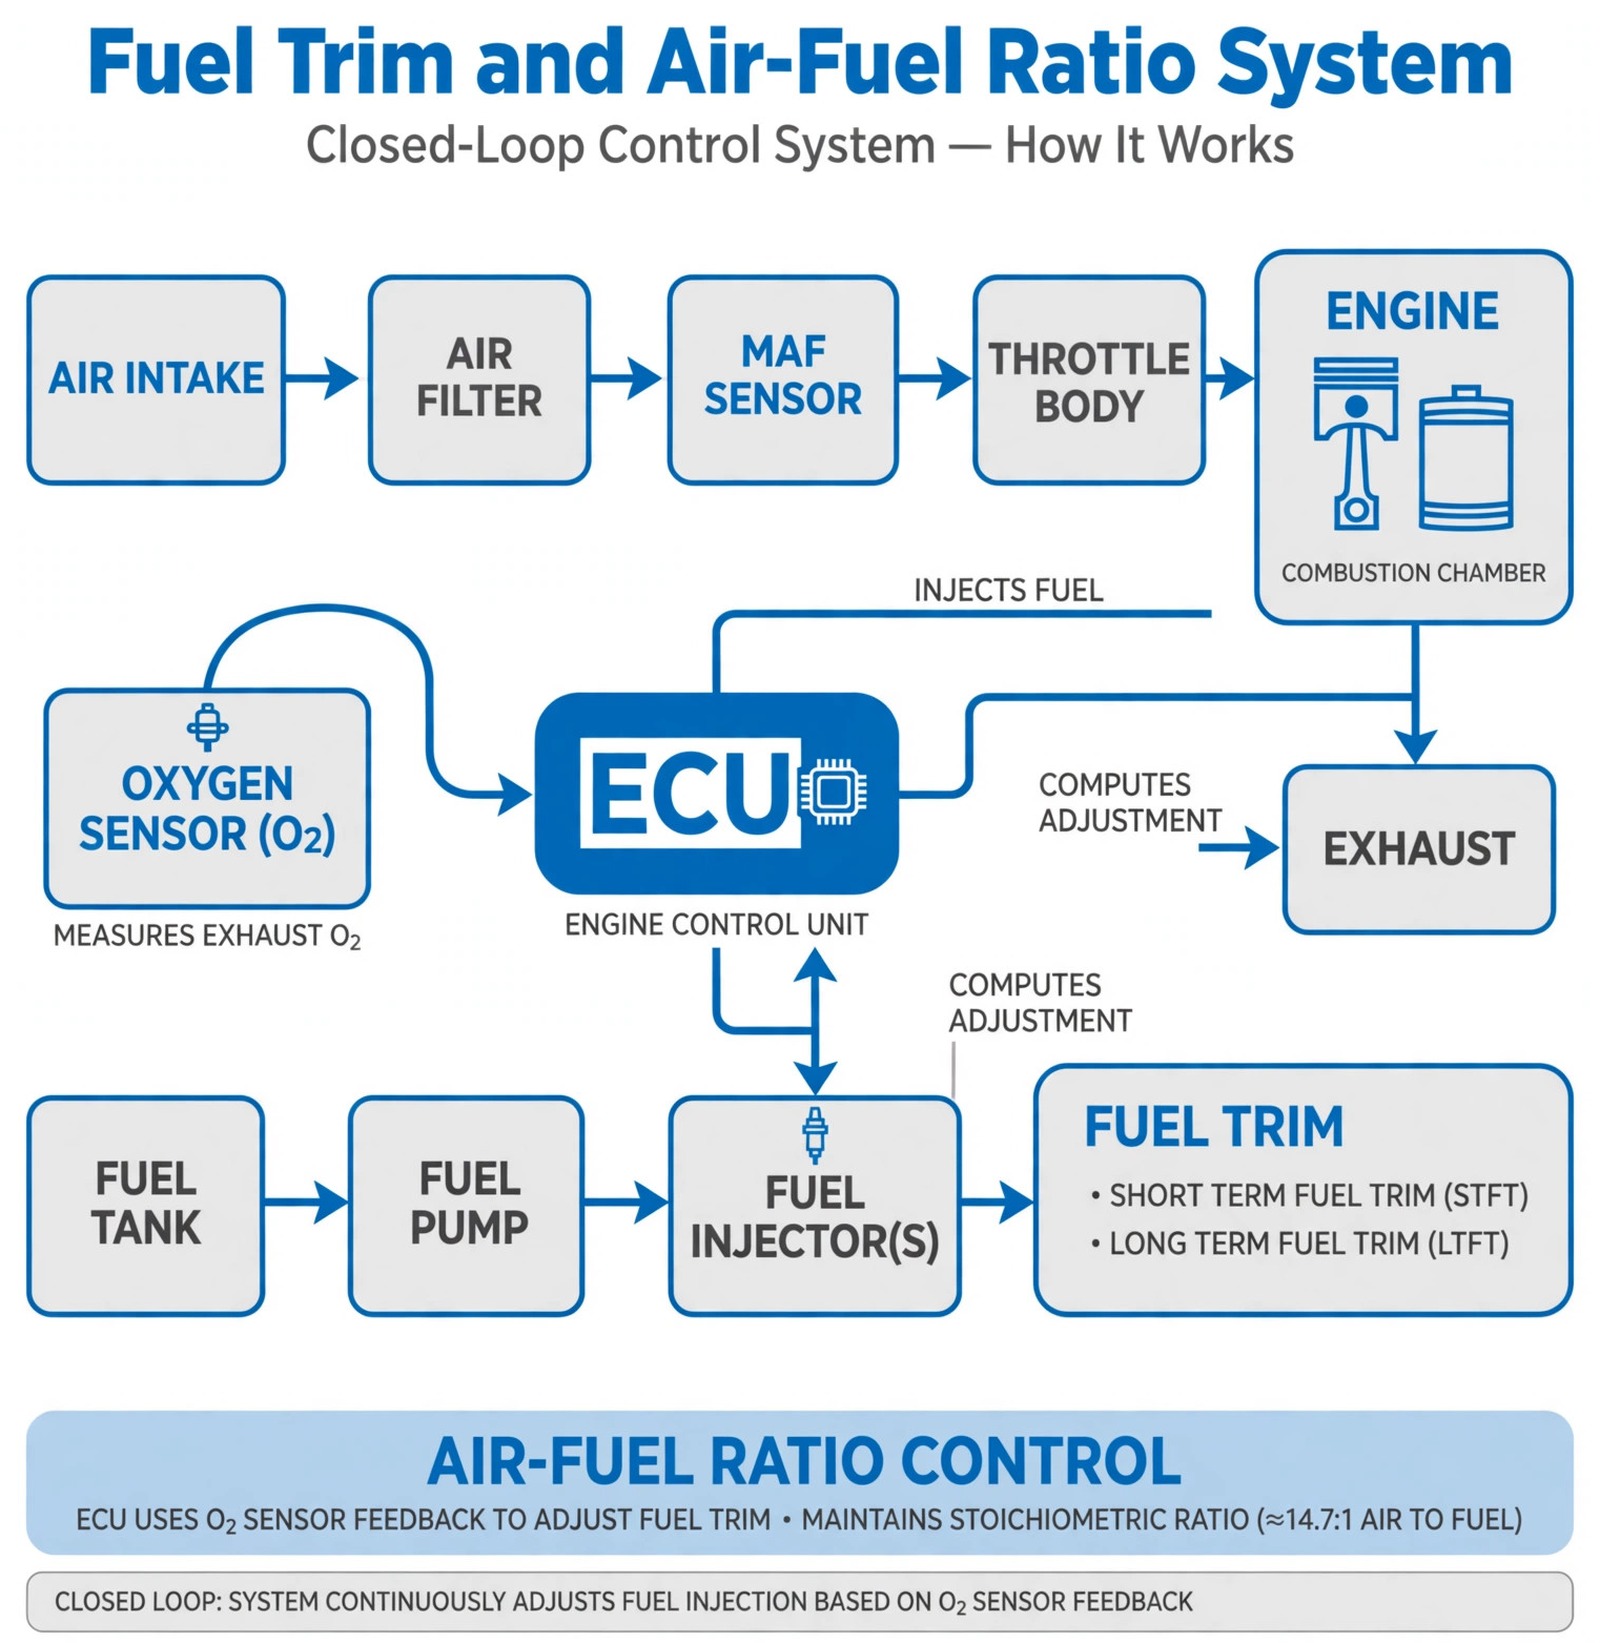 Fuel Trim and Air-Fuel Ratio System
Closed-Loop Control System — How It Works
AIR INTAKE
AIR
FILTER
MAF
SENSOR
THROTTLE
BODY
ENGINE
COMBUSTION CHAMBER
INJECTS FUEL
OXYGEN
SENSOR (O₂)
MEASURES EXHAUST O₂
ECU
ENGINE CONTROL UNIT
COMPUTES
ADJUSTMENT
EXHAUST
COMPUTES
ADJUSTMENT
FUEL
TANK
FUEL
PUMP
FUEL
INJECTOR(S)
FUEL TRIM
• SHORT TERM FUEL TRIM (STFT)
• LONG TERM FUEL TRIM (LTFT)
AIR-FUEL RATIO CONTROL
ECU USES O₂ SENSOR FEEDBACK TO ADJUST FUEL TRIM • MAINTAINS STOICHIOMETRIC RATIO (≈14.7:1 AIR TO FUEL)
CLOSED LOOP: SYSTEM CONTINUOUSLY ADJUSTS FUEL INJECTION BASED ON O₂ SENSOR FEEDBACK